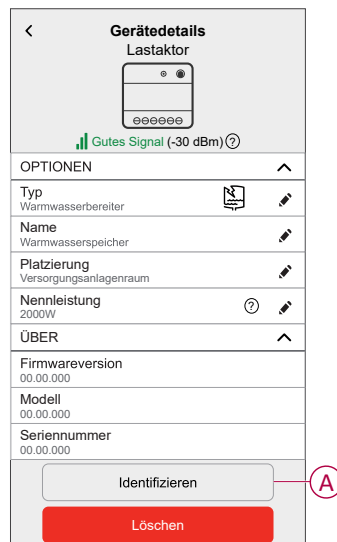 Gerätedetails
Lastaktor
Gutes Signal (-30 dBm) ?
OPTIONEN
Typ
Warmwasserbereiter
Name
Warmwasserspeicher
Platzierung
Versorgungsanlagenraum
Nennleistung
2000W
?
ÜBER
Firmwareversion
00.00.000
Modell
00.00.000
Seriennummer
00.00.000
Identifizieren
A
Löschen